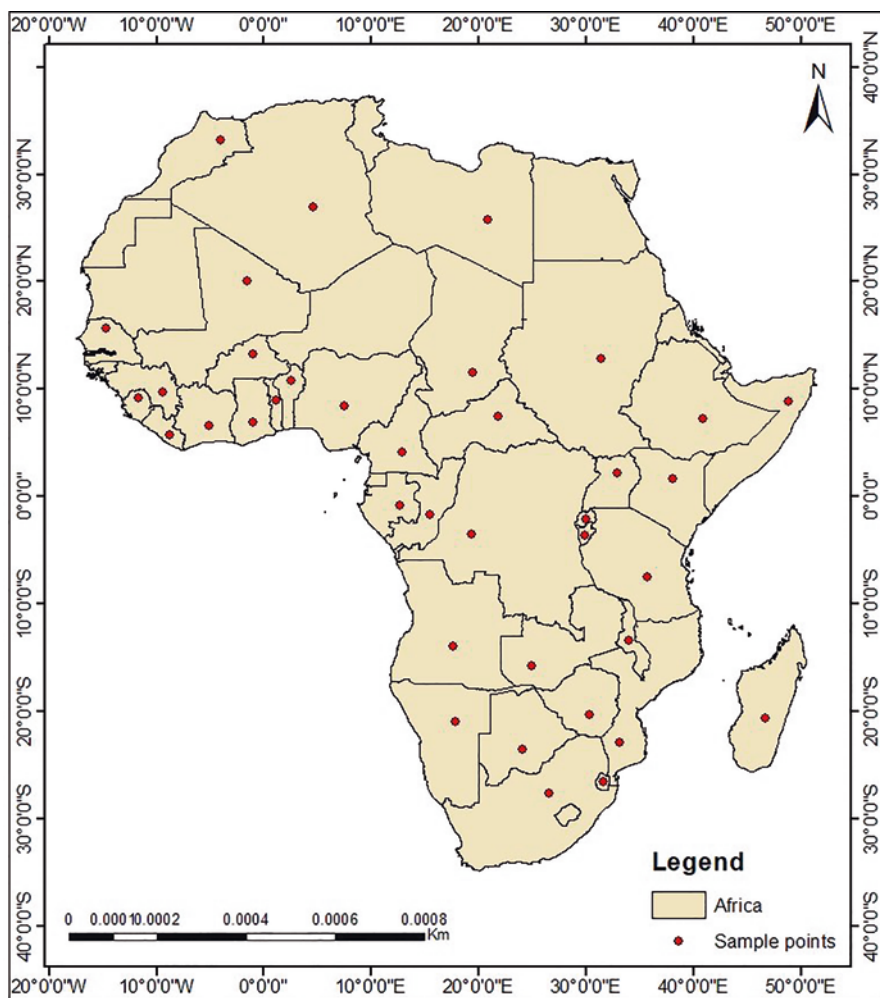 20°0'0"W 10°0'0"W 0°0'0" 10°0'0"E 20°0'0"E 30°0'0"E 40°0'0"E 50°0'0"E
N
40°0'0"N 40°0'0"N
30°0'0"N 30°0'0"N
20°0'0"N 20°0'0"N
10°0'0"N 10°0'0"N
0°0'0" 0°0'0"
10°0'0"S 10°0'0"S
20°0'0"S 20°0'0"S
30°0'0"S 30°0'0"S
40°0'0"S 40°0'0"S
Legend
Africa
Sample points
0 0.00010.0002 0.0004 0.0006 0.0008
Km
20°0'0"W 10°0'0"W 0°0'0" 10°0'0"E 20°0'0"E 30°0'0"E 40°0'0"E 50°0'0"E